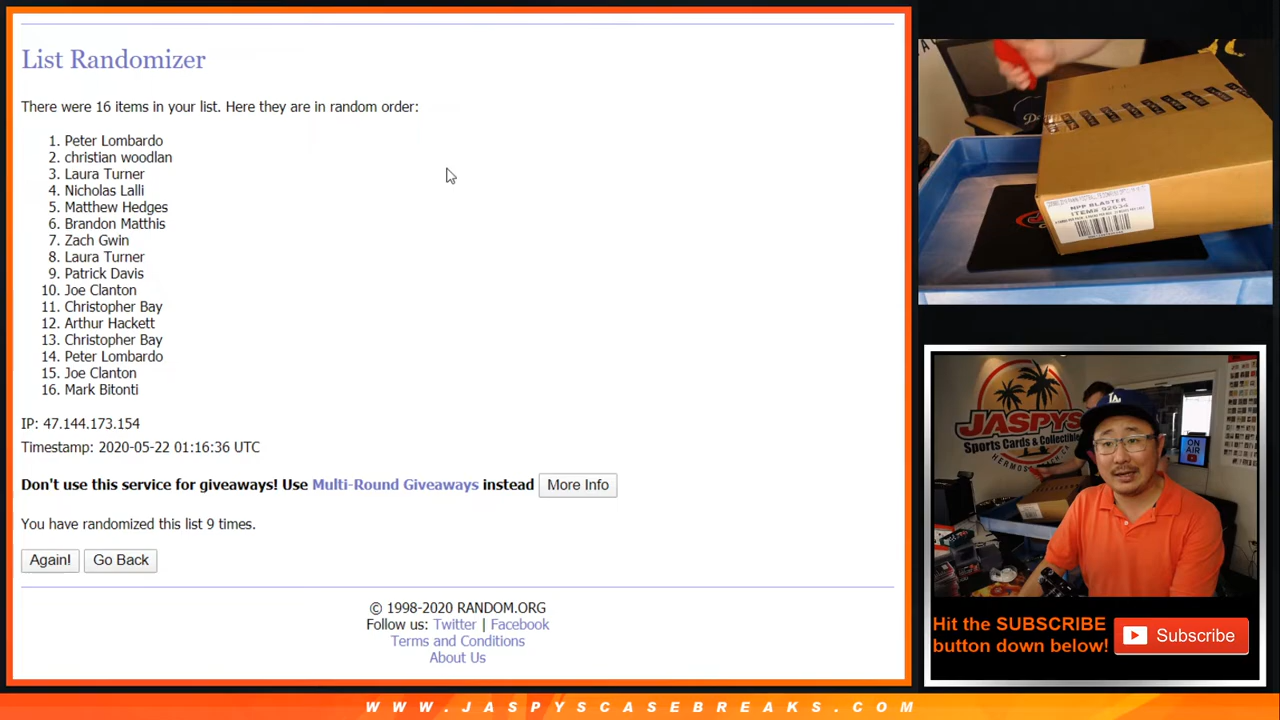 List Randomizer
There were 16 items in your list. Here they are in random order:
1. Peter Lombardo
2. christian woodlan
3. Laura Turner
4. Nicholas Lalli
5. Matthew Hedges
6. Brandon Matthis
7. Zach Gwin
8. Laura Turner
9. Patrick Davis
10. Joe Clanton
11. Christopher Bay
12. Arthur Hackett
13. Christopher Bay
14. Peter Lombardo
15. Joe Clanton
16. Mark Bitonti
IP: 47.144.173.154
Timestamp: 2020-05-22 01:16:36 UTC
Don't use this service for giveaways! Use Multi-Round Giveaways instead More Info
You have randomized this list 9 times.
Again! Go Back
© 1998-2020 RANDOM.ORG
Follow us: Twitter | Facebook
Terms and Conditions
About Us
NPP BLASTER
ITEM# 92634
JASPYS
Sports Cards & Collectibles
HERMOSA
ON
AIR
LA
Hit the SUBSCRIBE
button down below!
Subscribe
WWW.JASPYSCASEBREAKS.COM